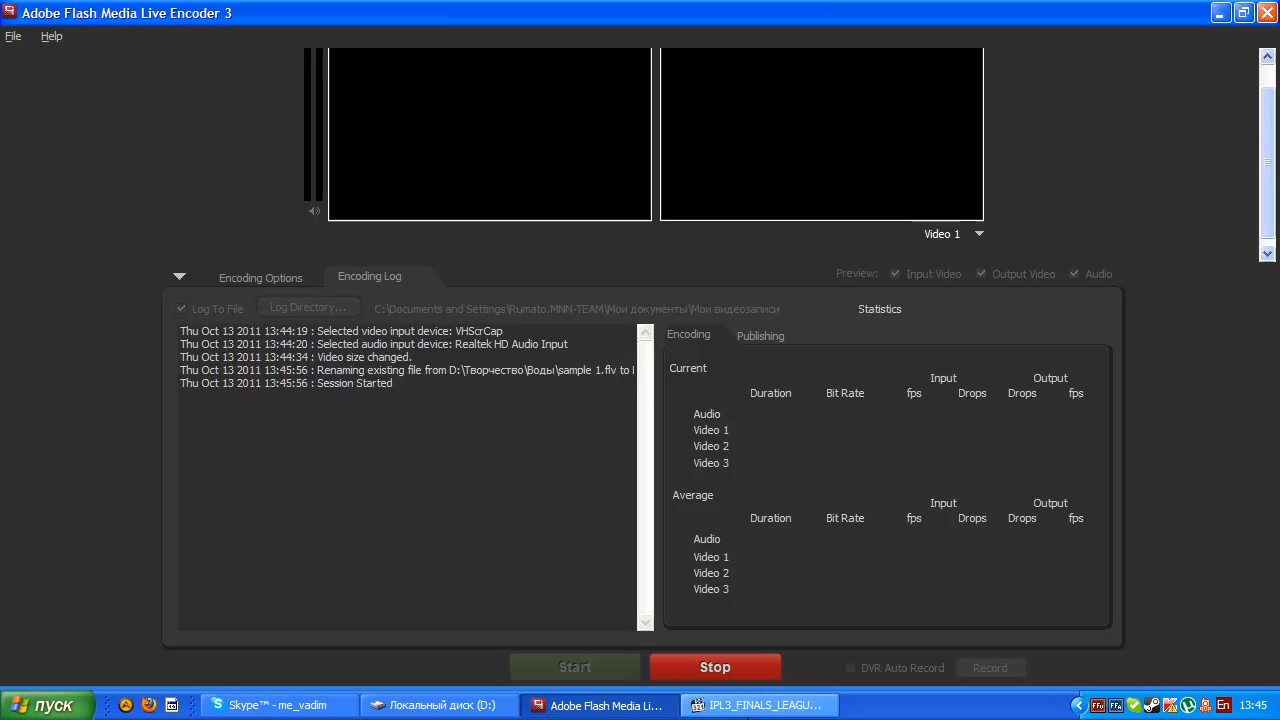 Adobe Flash Media Live Encoder 3
File Help
Video 1
Encoding Options Encoding Log
Preview: Input Video Output Video Audio
Log To File Log Directory... C:\Documents and Settings\Rumato.MNN-TEAM\Мои документы\Мои видеозаписи
Statistics
Thu Oct 13 2011 13:44:19 : Selected video input device: VHScrCap
Thu Oct 13 2011 13:44:20 : Selected audio input device: Realtek HD Audio Input
Thu Oct 13 2011 13:44:34 : Video size changed.
Thu Oct 13 2011 13:45:56 : Renaming existing file from D:\Творчество\Воды\sample 1.flv to
Thu Oct 13 2011 13:45:56 : Session Started
Encoding Publishing
Current
Input Output
Duration Bit Rate fps Drops Drops fps
Audio
Video 1
Video 2
Video 3
Average
Input Output
Duration Bit Rate fps Drops Drops fps
Audio
Video 1
Video 2
Video 3
Start Stop DVR Auto Record Record
пуск Skype™ - me_vadim Локальный диск (D:) Adobe Flash Media Li... IPL3_FINALS_LEAGU... En 13:45